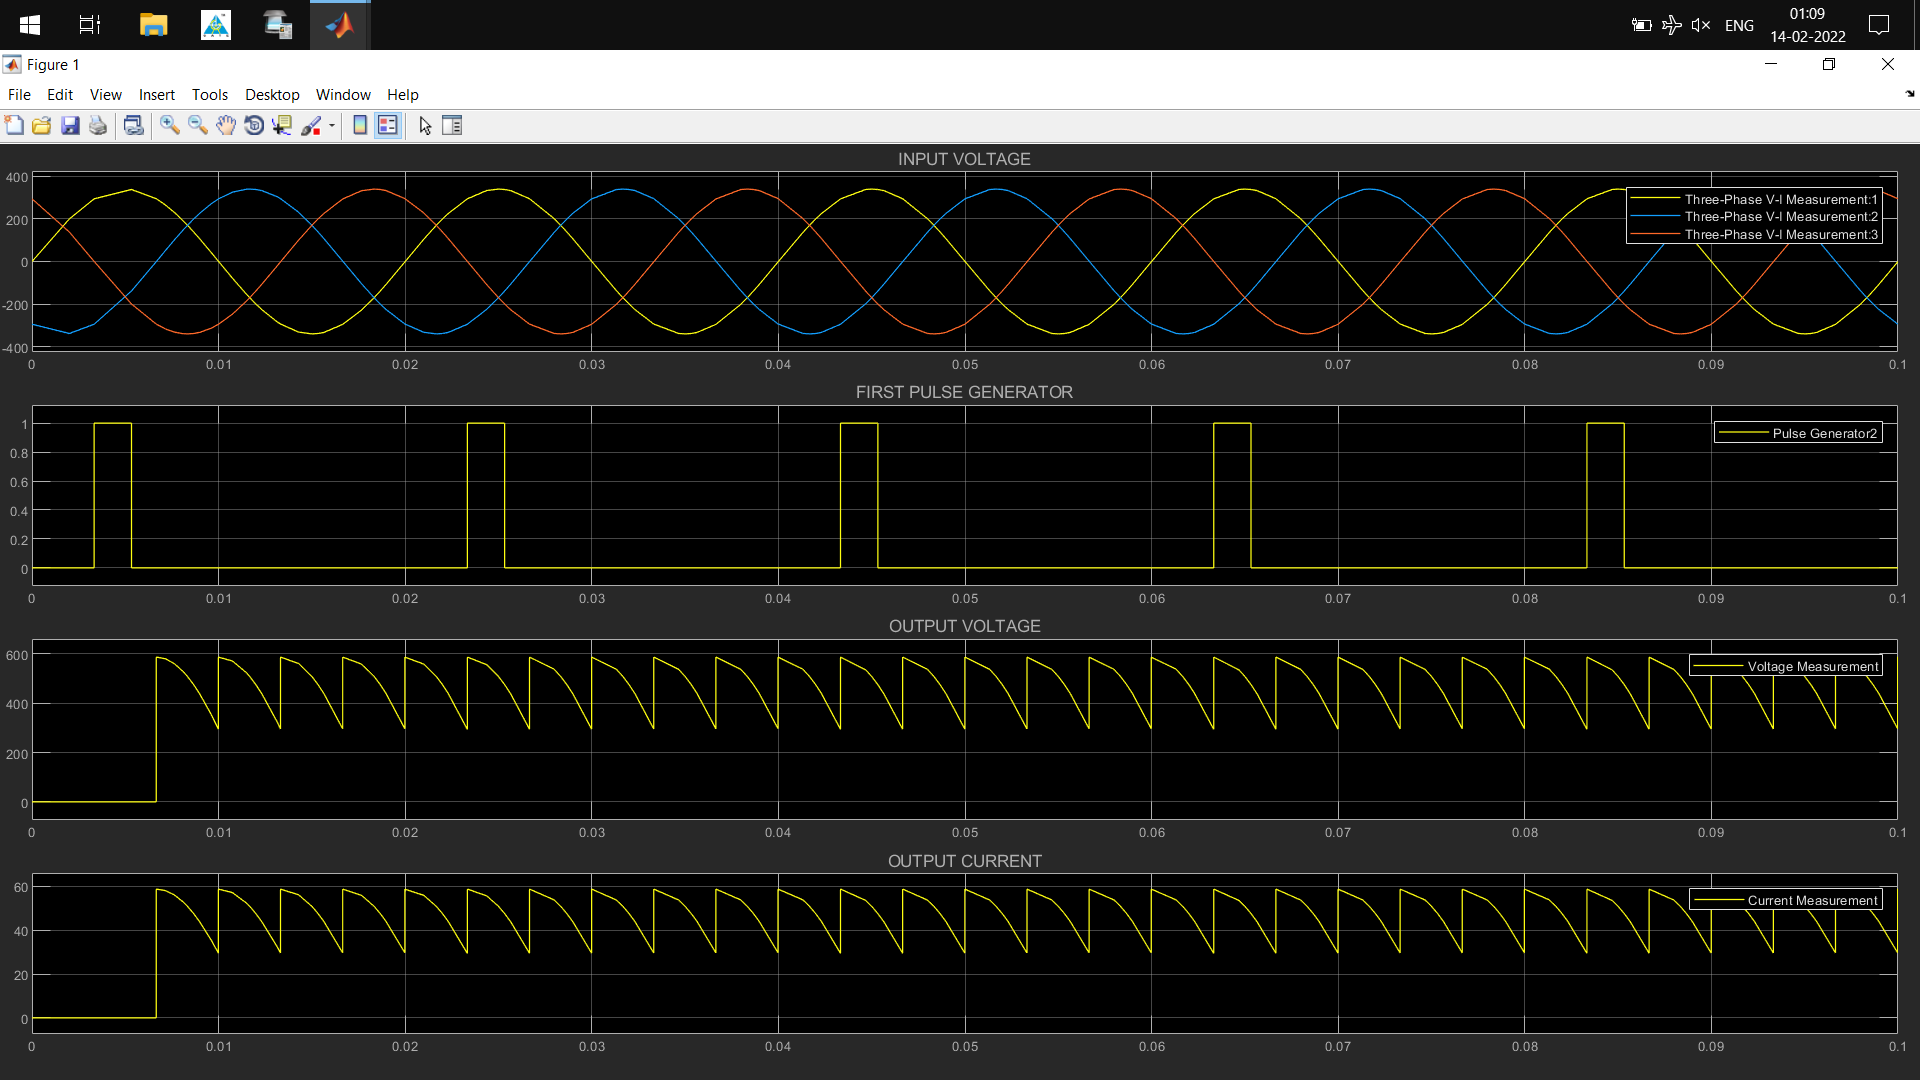 ENG
01:09
14-02-2022
Figure 1
File Edit View Insert Tools Desktop Window Help
INPUT VOLTAGE
400
200
0
-200
-400
Three-Phase V-I Measurement:1
Three-Phase V-I Measurement:2
Three-Phase V-I Measurement:3
0 0.01 0.02 0.03 0.04 0.05 0.06 0.07 0.08 0.09 0.1
FIRST PULSE GENERATOR
1
0.8
0.6
0.4
0.2
0
Pulse Generator2
0 0.01 0.02 0.03 0.04 0.05 0.06 0.07 0.08 0.09 0.1
OUTPUT VOLTAGE
600
400
200
0
Voltage Measurement
0 0.01 0.02 0.03 0.04 0.05 0.06 0.07 0.08 0.09 0.1
OUTPUT CURRENT
60
40
20
0
Current Measurement
0 0.01 0.02 0.03 0.04 0.05 0.06 0.07 0.08 0.09 0.1